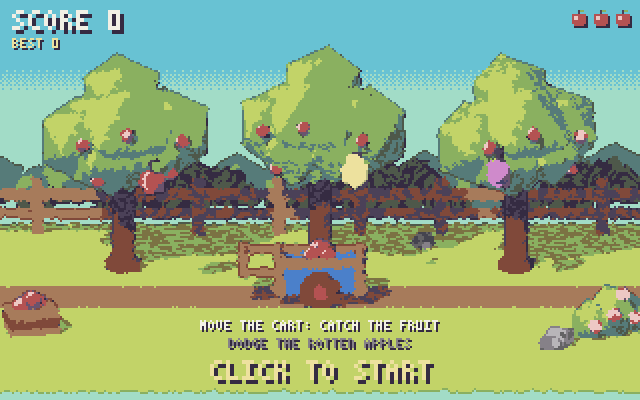 SCORE 0
BEST 0
MOVE THE CART: CATCH THE FRUIT
DODGE THE ROTTEN APPLES
CLICK TO START